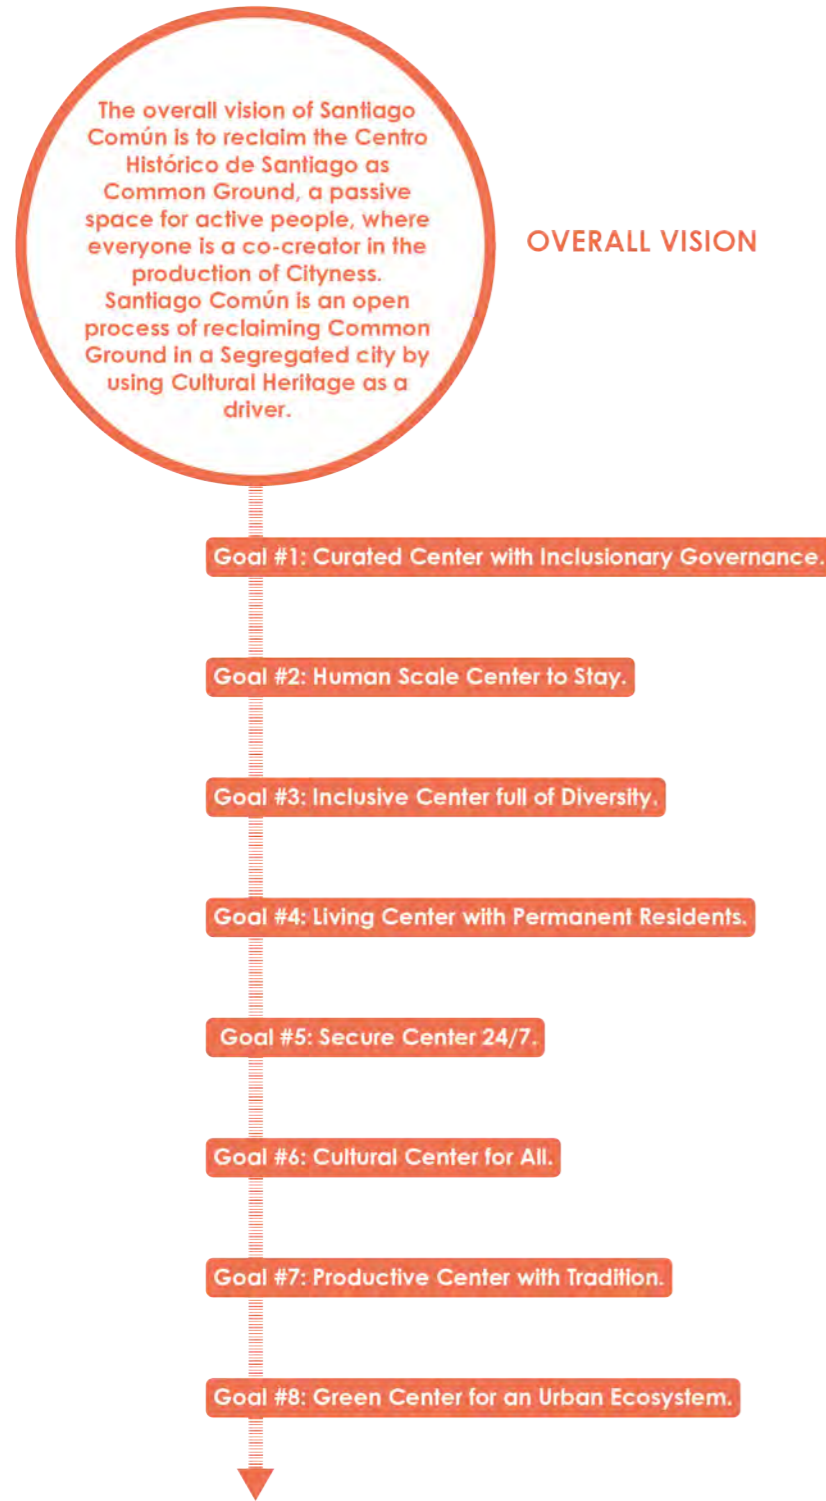 The overall vision of Santiago
Común is to reclaim the Centro
Histórico de Santiago as
Common Ground, a passive
space for active people, where
everyone is a co-creator in the
production of Cityness.
Santiago Común is an open
process of reclaiming Common
Ground in a Segregated city by
using Cultural Heritage as a
driver.
OVERALL VISION
Goal #1: Curated Center with Inclusionary Governance.
Goal #2: Human Scale Center to Stay.
Goal #3: Inclusive Center full of Diversity.
Goal #4: Living Center with Permanent Residents.
Goal #5: Secure Center 24/7.
Goal #6: Cultural Center for All.
Goal #7: Productive Center with Tradition.
Goal #8: Green Center for an Urban Ecosystem.